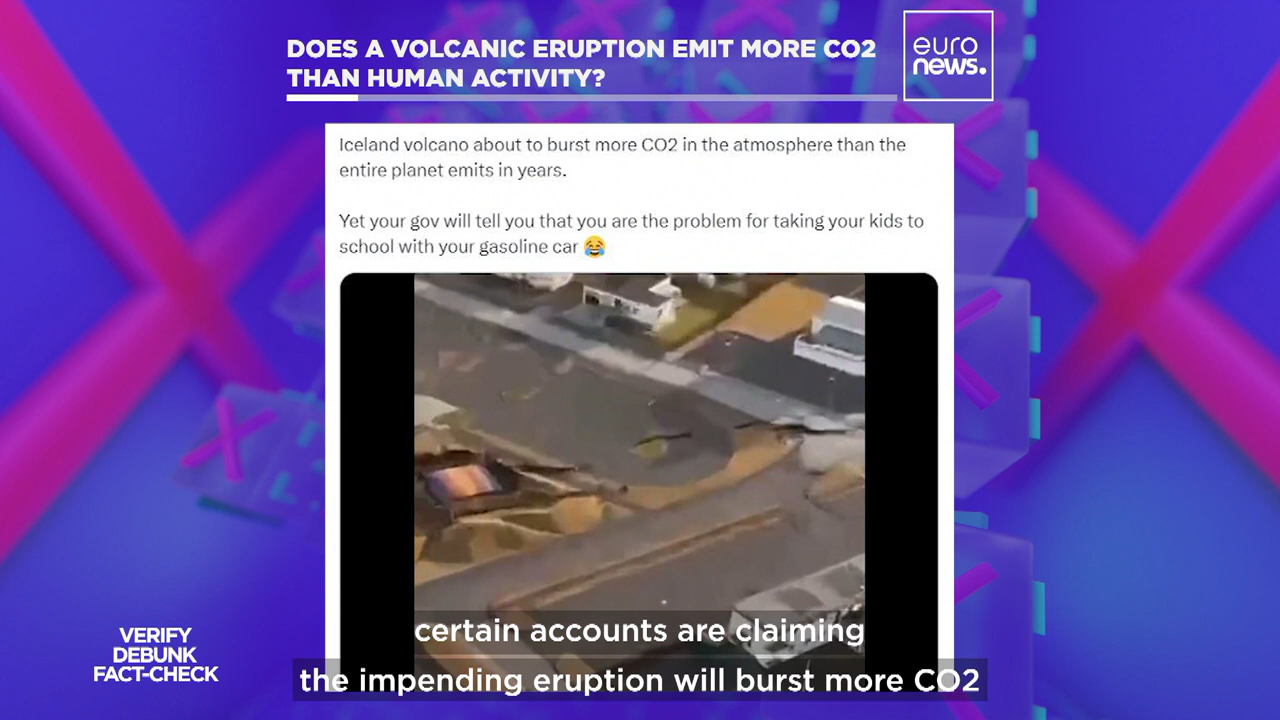 DOES A VOLCANIC ERUPTION EMIT MORE CO2
THAN HUMAN ACTIVITY?
euro
news.
Iceland volcano about to burst more CO2 in the atmosphere than the
entire planet emits in years.
Yet your gov will tell you that you are the problem for taking your kids to
school with your gasoline car 😂
certain accounts are claiming
the impending eruption will burst more CO2
VERIFY
DEBUNK
FACT-CHECK